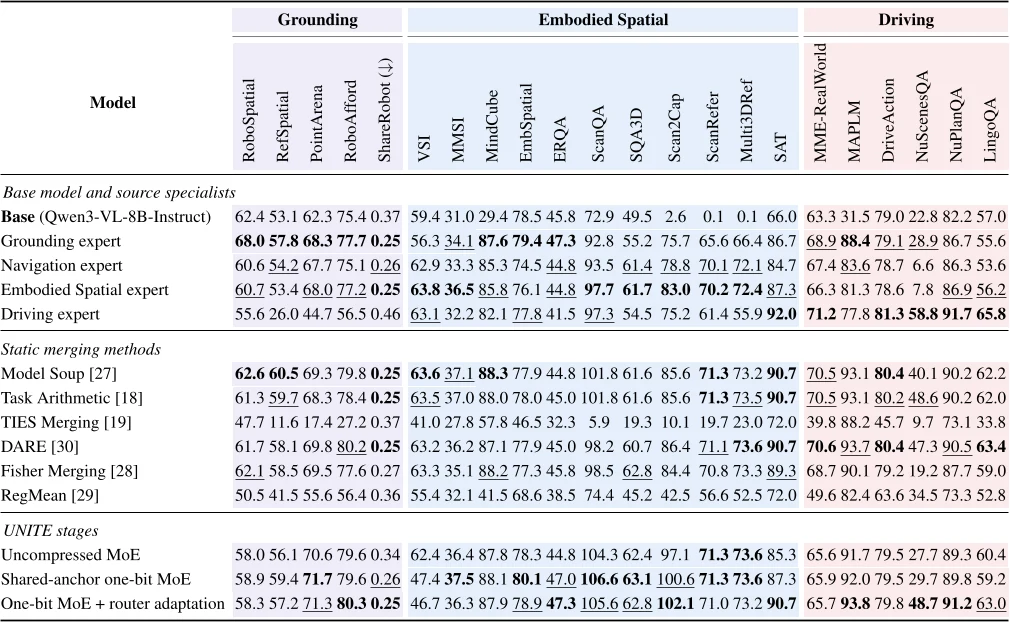 Grounding Embodied Spatial Driving
Model RoboSpatial RefSpatial PointArena RoboAfford ShareRobot (↓) VSI MMSI MindCube EmbSpatial ERQA ScanQA SQA3D Scan2Cap ScanRefer Multi3DRef SAT MME-RealWorld MAPLM DriveAction NuScenesQA NuPlanQA LingoQA
Base model and source specialists
Base (Qwen3-VL-8B-Instruct) 62.4 53.1 62.3 75.4 0.37 59.4 31.0 29.4 78.5 45.8 72.9 49.5 2.6 0.1 0.1 66.0 63.3 31.5 79.0 22.8 82.2 57.0
Grounding expert 68.0 57.8 68.3 77.7 0.25 56.3 34.1 87.6 79.4 47.3 92.8 55.2 75.7 65.6 66.4 86.7 68.9 88.4 79.1 28.9 86.7 55.6
Navigation expert 60.6 54.2 67.7 75.1 0.26 62.9 33.3 85.3 74.5 44.8 93.5 61.4 78.8 70.1 72.1 84.7 67.4 83.6 78.7 6.6 86.3 53.6
Embodied Spatial expert 60.7 53.4 68.0 77.2 0.25 63.8 36.5 85.8 76.1 44.8 97.7 61.7 83.0 70.2 72.4 87.3 66.3 81.3 78.6 7.8 86.9 56.2
Driving expert 55.6 26.0 44.7 56.5 0.46 63.1 32.2 82.1 77.8 41.5 97.3 54.5 75.2 61.4 55.9 92.0 71.2 77.8 81.3 58.8 91.7 65.8
Static merging methods
Model Soup [27] 62.6 60.5 69.3 79.8 0.25 63.6 37.1 88.3 77.9 44.8 101.8 61.6 85.6 71.3 73.2 90.7 70.5 93.1 80.4 40.1 90.2 62.2
Task Arithmetic [18] 61.3 59.7 68.3 78.4 0.25 63.5 37.0 88.0 78.0 45.0 101.8 61.6 85.6 71.3 73.5 90.7 70.5 93.1 80.2 48.6 90.2 62.0
TIES Merging [19] 47.7 11.6 17.4 27.2 0.37 41.0 27.8 57.8 46.5 32.3 5.9 19.3 10.1 19.7 23.0 72.0 39.8 88.2 45.7 9.7 73.1 33.8
DARE [30] 61.7 58.1 69.8 80.2 0.25 63.2 36.2 87.1 77.9 45.0 98.2 60.7 86.4 71.1 73.6 90.7 70.6 93.7 80.4 47.3 90.5 63.4
Fisher Merging [28] 62.1 58.5 69.5 77.6 0.27 63.3 35.1 88.2 77.3 45.8 98.5 62.8 84.4 70.8 73.3 89.3 68.7 90.1 79.2 19.2 87.7 59.0
RegMean [29] 50.5 41.5 55.6 56.4 0.36 55.4 32.1 41.5 68.6 38.5 74.4 45.2 42.5 56.6 52.5 72.0 49.6 82.4 63.6 34.5 73.3 52.8
UNITE stages
Uncompressed MoE 58.0 56.1 70.6 79.6 0.34 62.4 36.4 87.8 78.3 44.8 104.3 62.4 97.1 71.3 73.6 85.3 65.6 91.7 79.5 27.7 89.3 60.4
Shared-anchor one-bit MoE 58.9 59.4 71.7 79.6 0.26 47.4 37.5 88.1 80.1 47.0 106.6 63.1 100.6 71.3 73.6 87.3 65.9 92.0 79.5 29.7 89.8 59.2
One-bit MoE + router adaptation 58.3 57.2 71.3 80.3 0.25 46.7 36.3 87.9 78.9 47.3 105.6 62.8 102.1 71.0 73.2 90.7 65.7 93.8 79.8 48.7 91.2 63.0